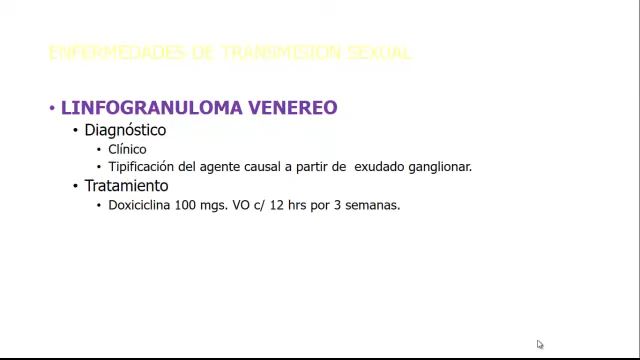 ENFERMEDADES DE TRANSMISION SEXUAL
• LINFOGRANULOMA VENEREO
• Diagnóstico
• Clínico
• Tipificación del agente causal a partir de exudado ganglionar.
• Tratamiento
• Doxiciclina 100 mgs. VO c/ 12 hrs por 3 semanas.